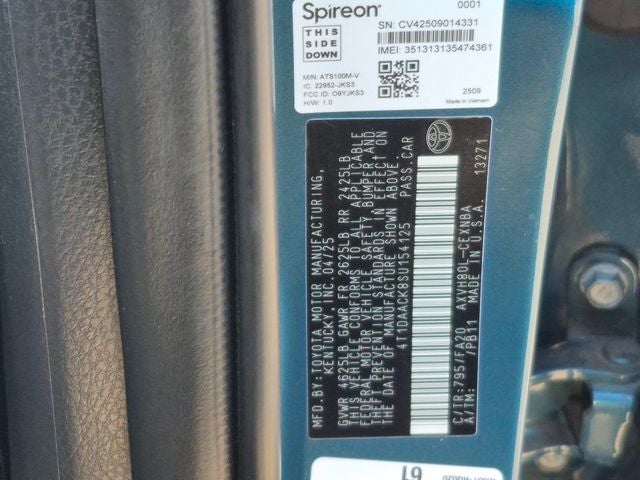 Spireon
0001
SN: CV42509014331
IMEI: 351313135474361
THIS
SIDE
DOWN
M/N: ATS100M-V
IC: 22952-JKS3
FCC ID: O9YJKS3
H/W: 1.0
2509
Made in Vietnam
MFD. BY: TOYOTA MOTOR MANUFACTURING,
KENTUCKY, INC. 04/25
GVWR 4625LB GAWR FR 2625LB RR 2425LB
THIS VEHICLE CONFORMS TO ALL APPLICABLE
FEDERAL MOTOR VEHICLE SAFETY BUMPER AND
THEFT PREVENTION STANDARDS IN EFFECT ON
THE DATE OF MANUFACTURE SHOWN ABOVE.
4T1DAACK8SU154125 PASS.CAR
C/TR: 795/FA20 AXVH80L-CEXNBA
A/TM: /PB11 MADE IN U.S.A.
13271
61